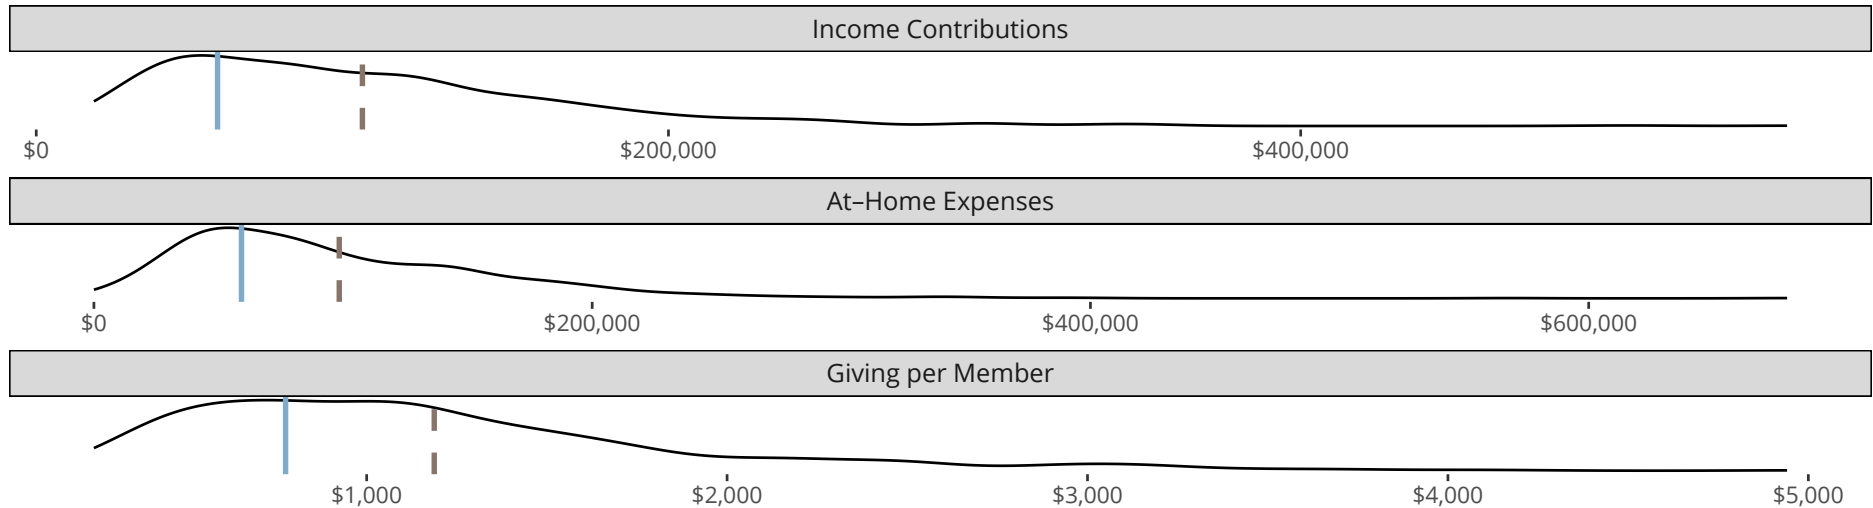 Income Contributions
$0 $200,000 $400,000
At–Home Expenses
$0 $200,000 $400,000 $600,000
Giving per Member
$1,000 $2,000 $3,000 $4,000 $5,000